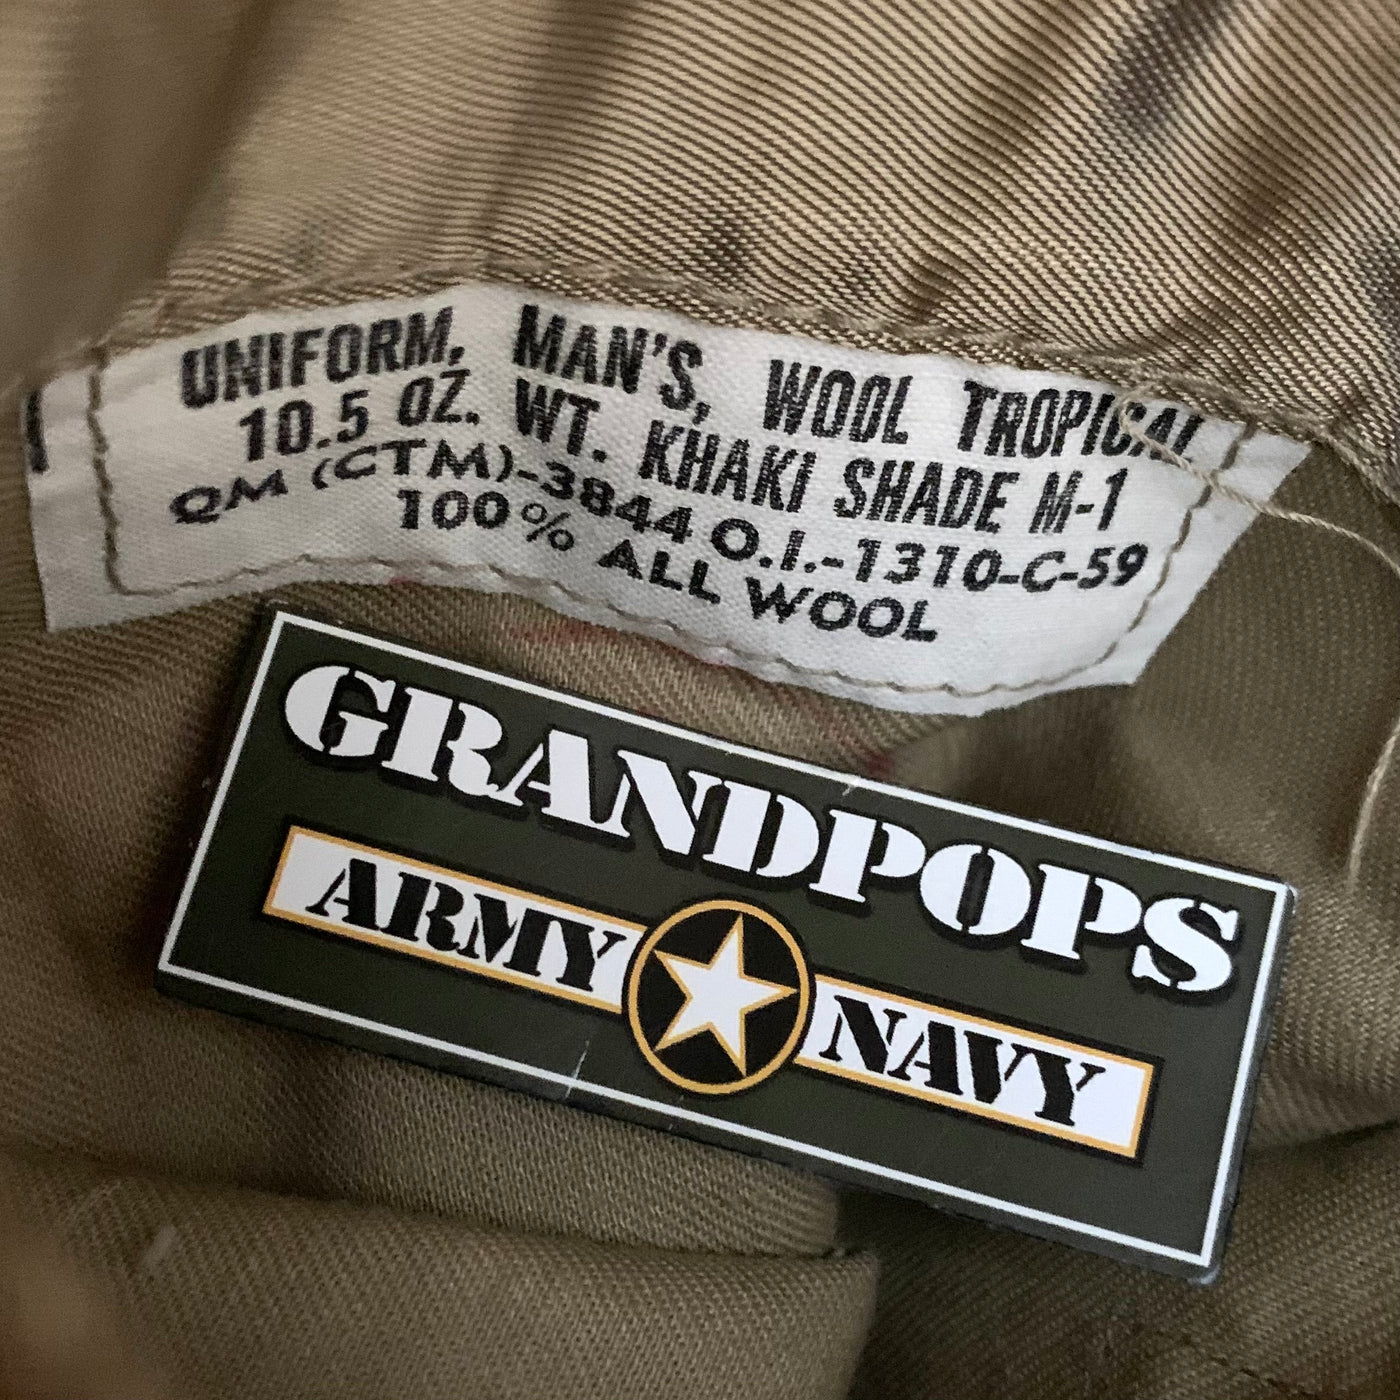 UNIFORM, MAN'S, WOOL TROPICAL
10.5 OZ. WT. KHAKI SHADE M-1
QM (CTM)-3844 O.I.-1310-C-59
100% ALL WOOL
GRANDPOPS
ARMY NAVY